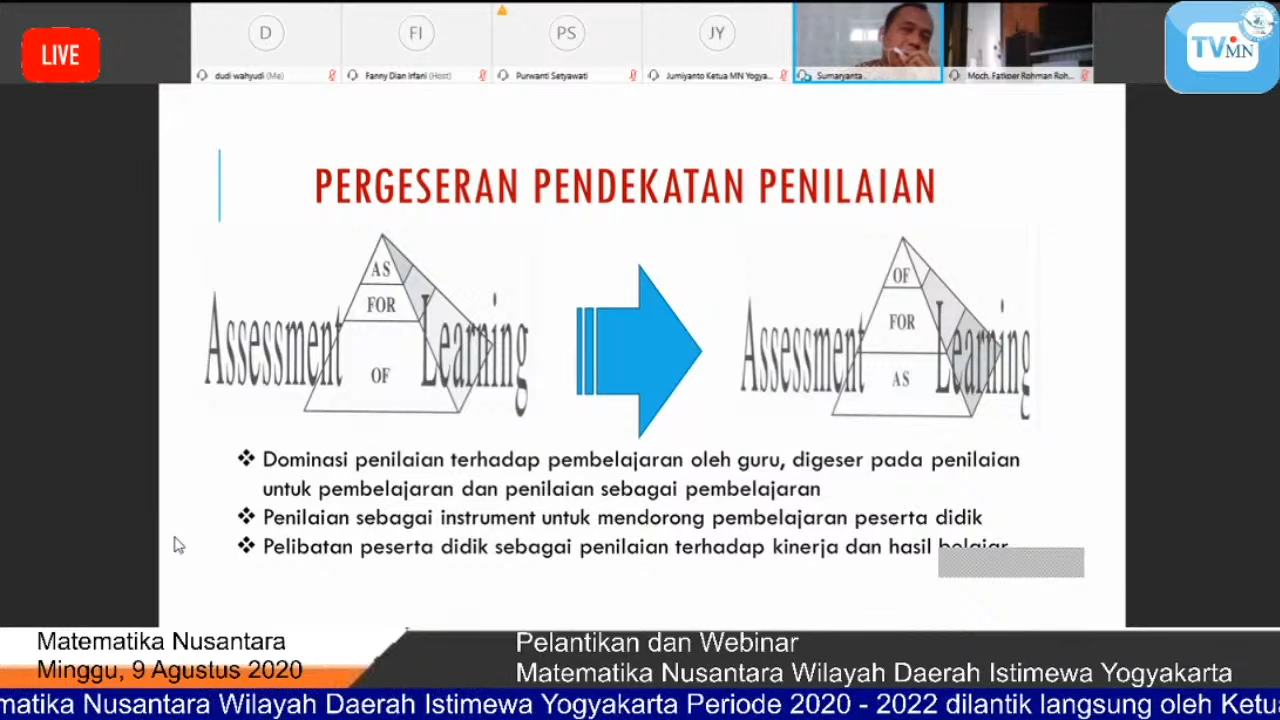 LIVE
D
FI
PS
JY
dudi wahyudi (Me)
Fanny Dian Irfani (Host)
Purwanti Setyawati
Jumiyanto Ketua MN Yogya...
Sumaryanta .
Moch. Fatkoer Rohman Roh...
TV MN
PERGESERAN PENDEKATAN PENILAIAN
AS
FOR
OF
Assessment Learning
OF
FOR
AS
Assessment Learning
❖ Dominasi penilaian terhadap pembelajaran oleh guru, digeser pada penilaian
untuk pembelajaran dan penilaian sebagai pembelajaran
❖ Penilaian sebagai instrument untuk mendorong pembelajaran peserta didik
❖ Pelibatan peserta didik sebagai penilaian terhadap kinerja dan hasil belajar
Matematika Nusantara
Minggu, 9 Agustus 2020
Pelantikan dan Webinar
Matematika Nusantara Wilayah Daerah Istimewa Yogyakarta
matika Nusantara Wilayah Daerah Istimewa Yogyakarta Periode 2020 - 2022 dilantik langsung oleh Ketu